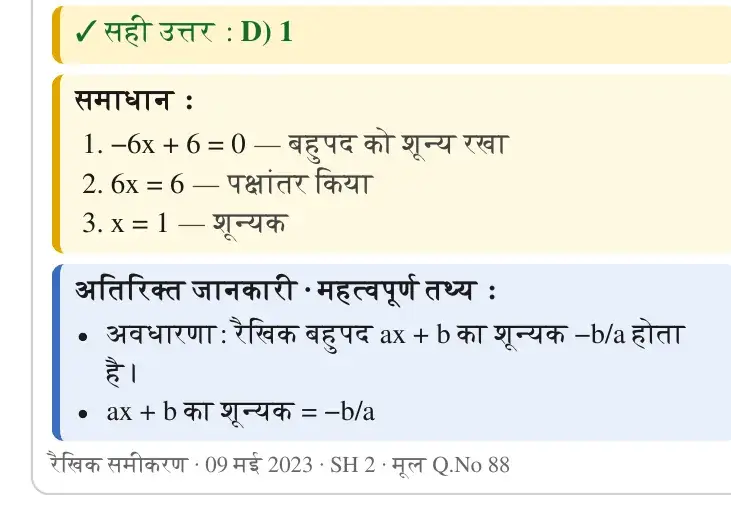 ✓ सही उत्तर : D) 1
समाधान :
1. −6x + 6 = 0 — बहुपद को शून्य रखा
2. 6x = 6 — पक्षांतर किया
3. x = 1 — शून्यक
अतिरिक्त जानकारी · महत्वपूर्ण तथ्य :
• अवधारणा : रैखिक बहुपद ax + b का शून्यक −b/a होता
है।
• ax + b का शून्यक = −b/a
रैखिक समीकरण · 09 मई 2023 · SH 2 · मूल Q.No 88